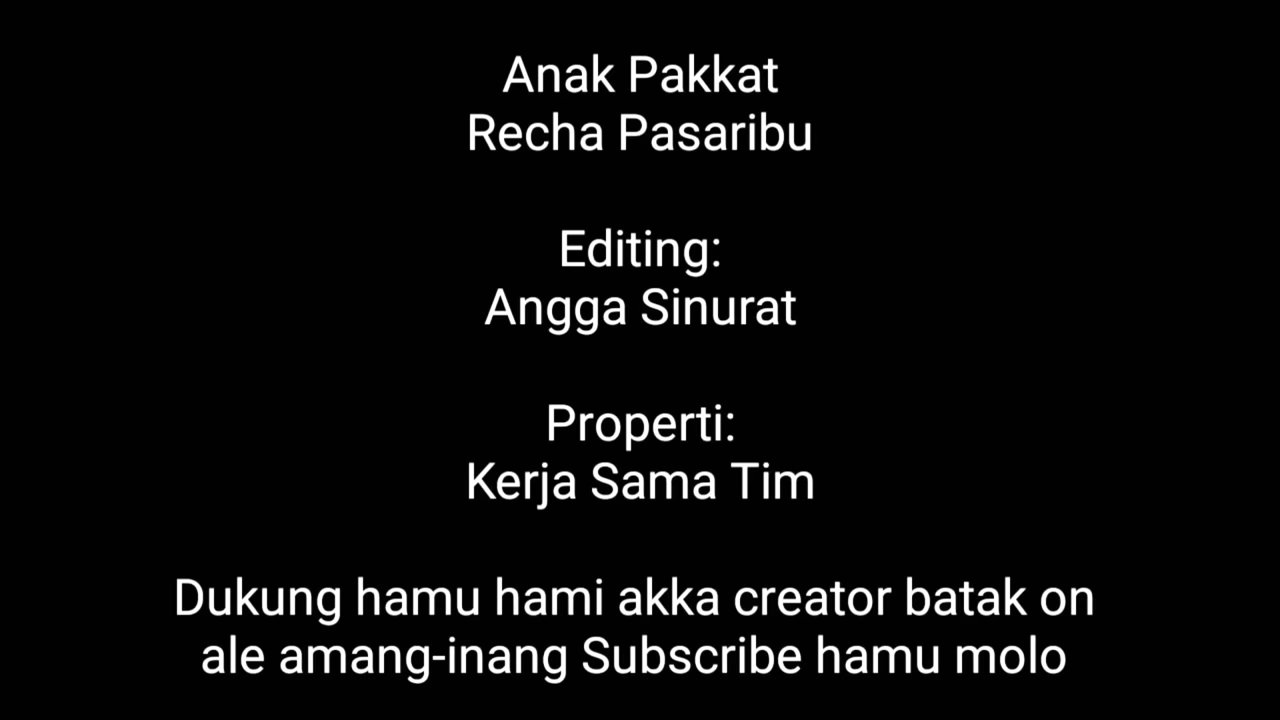 Anak Pakkat
Recha Pasaribu
Editing:
Angga Sinurat
Properti:
Kerja Sama Tim
Dukung hamu hami akka creator batak on
ale amang-inang Subscribe hamu molo